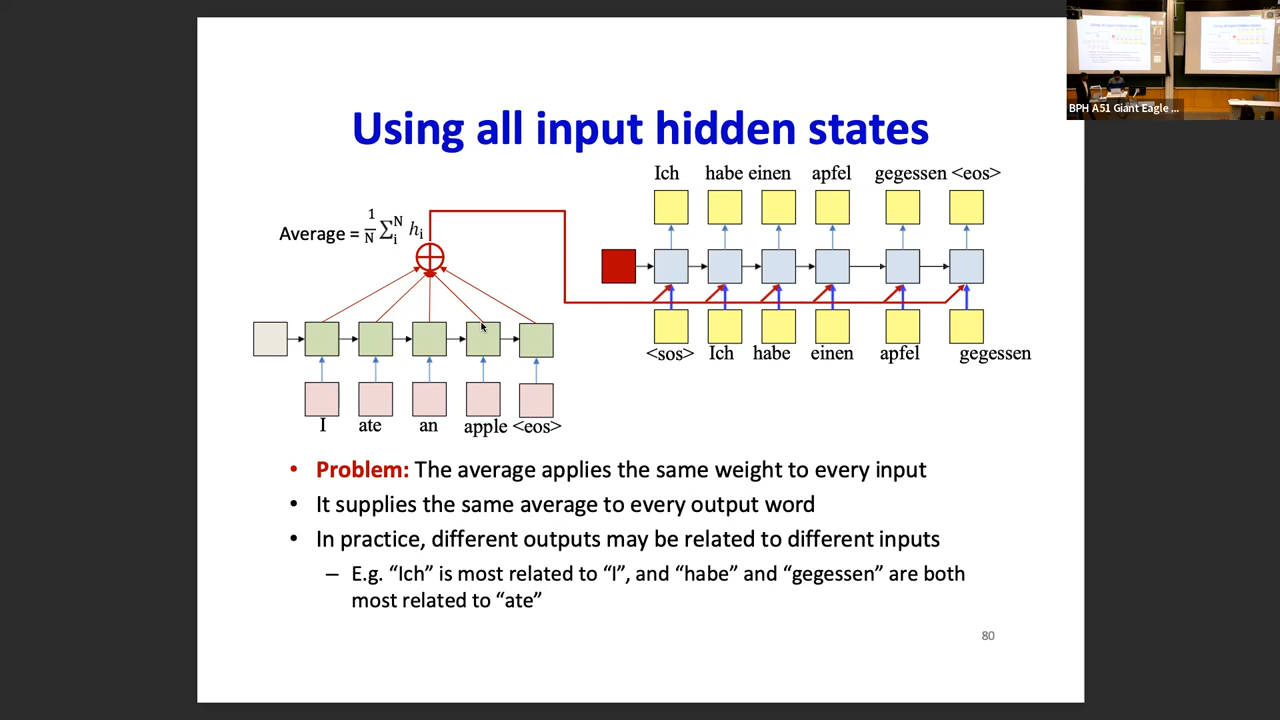 BPH A51 Giant Eagle ...
Using all input hidden states
Ich habe einen apfel gegessen <eos>
Average = 1/N ∑ᵢᴺ hᵢ
<sos> Ich habe einen apfel gegessen
I ate an apple <eos>
• Problem: The average applies the same weight to every input
• It supplies the same average to every output word
• In practice, different outputs may be related to different inputs
– E.g. “Ich” is most related to “I”, and “habe” and “gegessen” are both
most related to “ate”
80